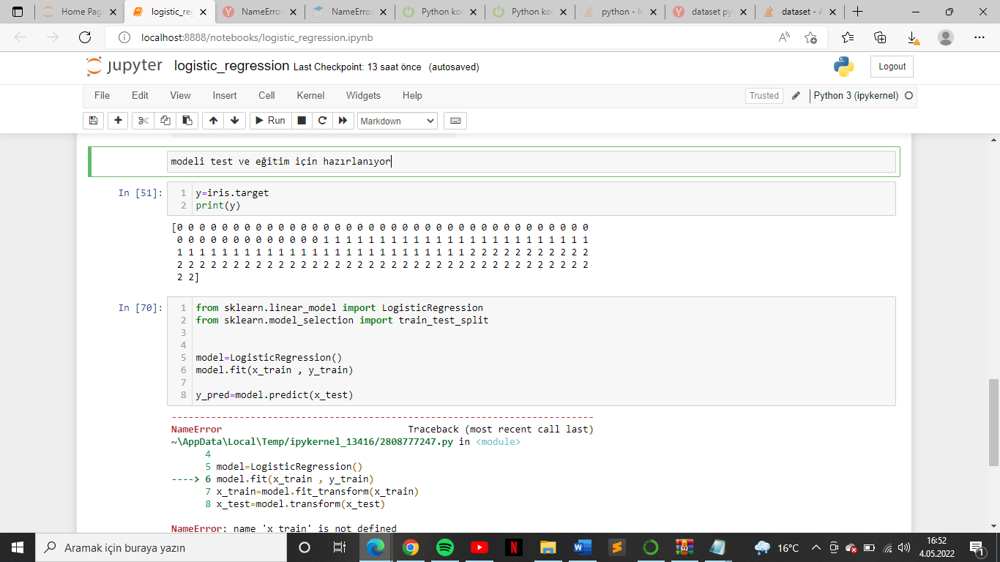 Home Pag
logistic_reg
NameError
NameError
Python ko
Python ko
python - Ir
dataset py
dataset - A
localhost:8888/notebooks/logistic_regression.ipynb
jupyter logistic_regression Last Checkpoint: 13 saat önce (autosaved)
Logout
File Edit View Insert Cell Kernel Widgets Help
Trusted Python 3 (ipykernel)
Run Markdown
modeli test ve eğitim için hazırlanıyor
In [51]:
1 y=iris.target
2 print(y)
[0 0 0 0 0 0 0 0 0 0 0 0 0 0 0 0 0 0 0 0 0 0 0 0 0 0 0 0 0 0 0 0 0 0 0 0 0
0 0 0 0 0 0 0 0 0 0 0 0 0 1 1 1 1 1 1 1 1 1 1 1 1 1 1 1 1 1 1 1 1 1 1 1 1
1 1 1 1 1 1 1 1 1 1 1 1 1 1 1 1 1 1 1 1 1 1 1 1 1 1 2 2 2 2 2 2 2 2 2 2 2
2 2 2 2 2 2 2 2 2 2 2 2 2 2 2 2 2 2 2 2 2 2 2 2 2 2 2 2 2 2 2 2 2 2 2 2 2
2 2]
In [70]:
1 from sklearn.linear_model import LogisticRegression
2 from sklearn.model_selection import train_test_split
3
4
5 model=LogisticRegression()
6 model.fit(x_train , y_train)
7
8 y_pred=model.predict(x_test)
---------------------------------------------------------------------------
NameError Traceback (most recent call last)
~\AppData\Local\Temp/ipykernel_13416/2808777247.py in <module>
4
5 model=LogisticRegression()
----> 6 model.fit(x_train , y_train)
7 x_train=model.fit_transform(x_train)
8 x_test=model.transform(x_test)
NameError: name 'x_train' is not defined
Aramak için buraya yazın
16°C
16:52
4.05.2022
1